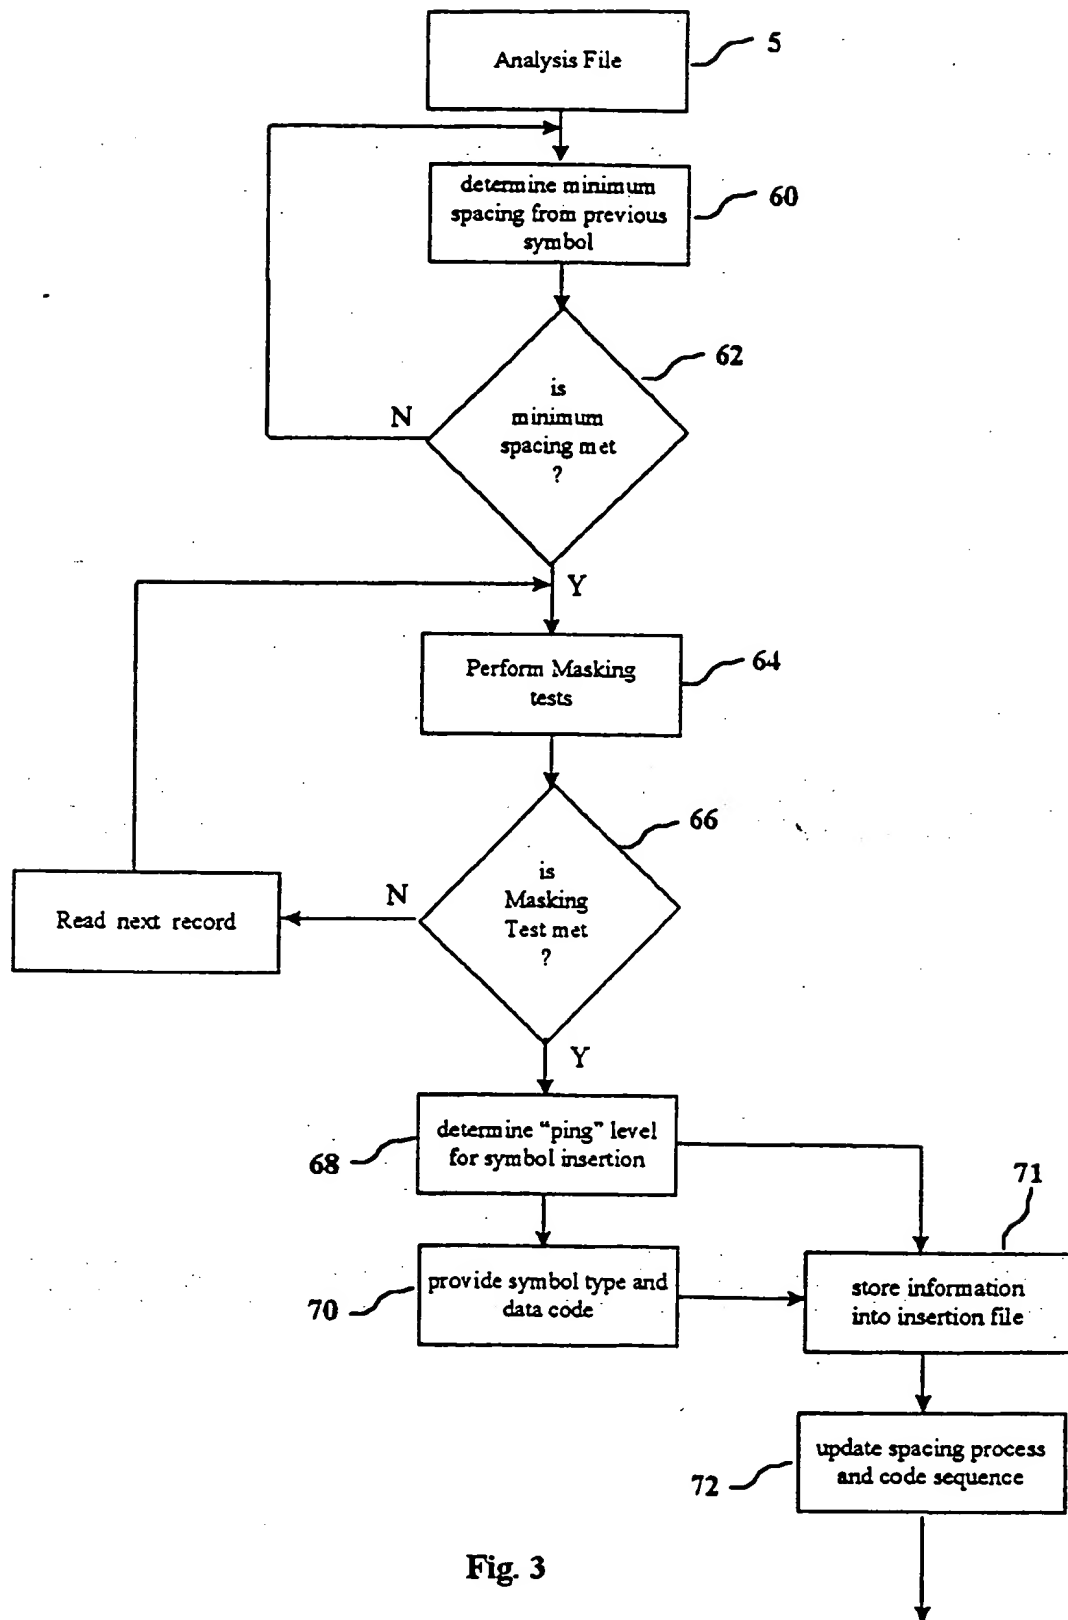 Analysis File
5
determine minimum
spacing from previous
symbol
60
is
minimum
spacing met
?
62
N
Y
Perform Masking
tests
64
is
Masking
Test met
?
66
N
Read next record
Y
determine "ping" level
for symbol insertion
68
provide symbol type and
data code
70
71
store information
into insertion file
update spacing process
and code sequence
72
Fig. 3